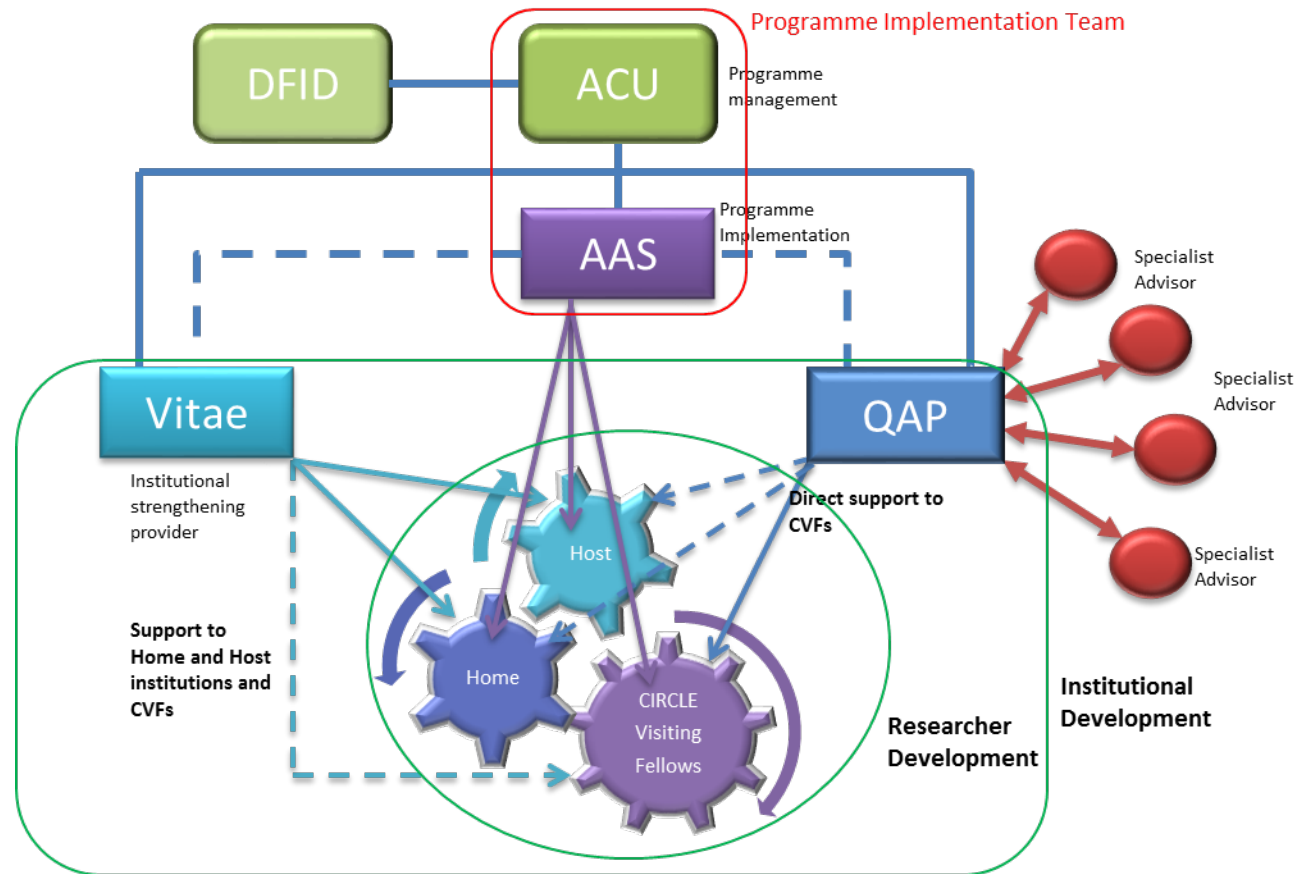 Programme Implementation Team
DFID
ACU
Programme
management
AAS
Programme
Implementation
Specialist
Advisor
Specialist
Advisor
Vitae
QAP
Institutional
strengthening
provider
Direct support to
CVFs
Host
Specialist
Advisor
Support to
Home and Host
institutions and
CVFs
Home
CIRCLE
Visiting
Fellows
Researcher
Development
Institutional
Development